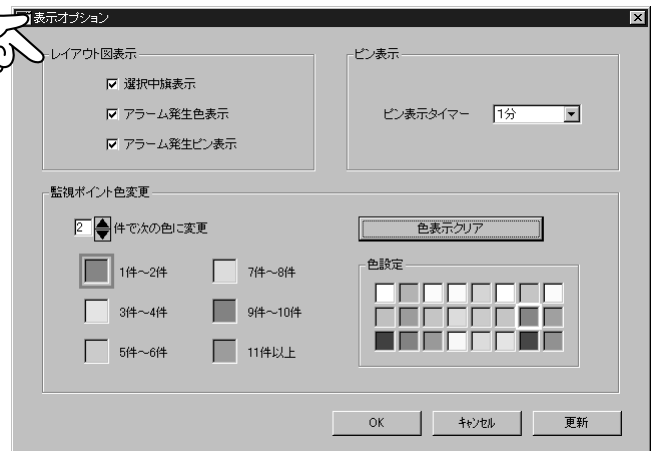 表示オプション
レイアウト図表示
選択中旗表示
アラーム発生色表示
アラーム発生ピン表示
ピン表示
ピン表示タイマー 1分
監視ポイント色変更
2 件で次の色に変更
色表示クリア
1件～2件 7件～8件
3件～4件 9件～10件
5件～6件 11件以上
色設定
OK キャンセル 更新